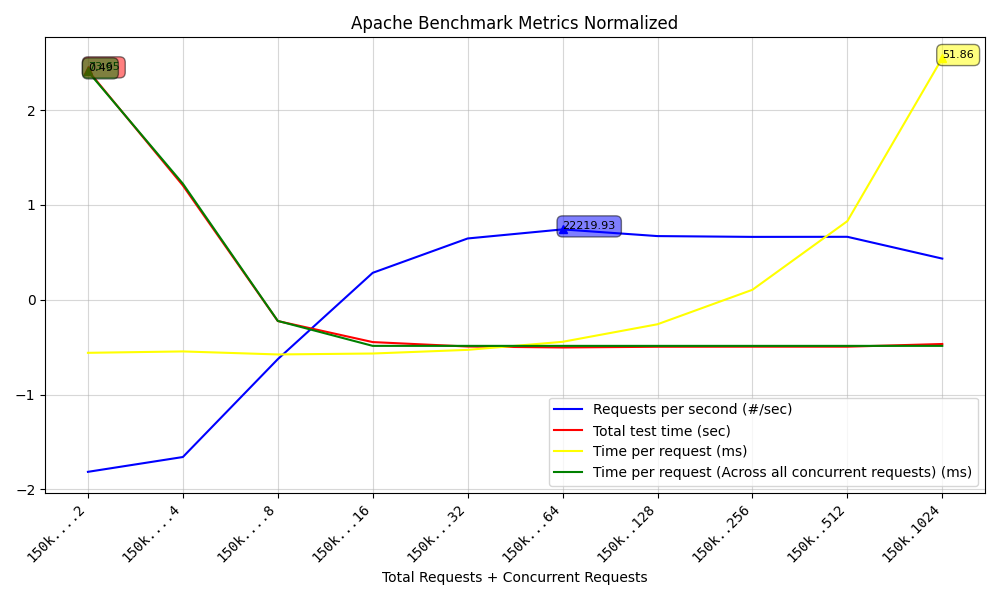 Apache Benchmark Metrics Normalized
0.49
51.86
22219.93
2
1
0
−1
−2
Requests per second (#/sec)
Total test time (sec)
Time per request (ms)
Time per request (Across all concurrent requests) (ms)
150k....2
150k....4
150k....8
150k...16
150k...32
150k...64
150k..128
150k..256
150k..512
150k.1024
Total Requests + Concurrent Requests